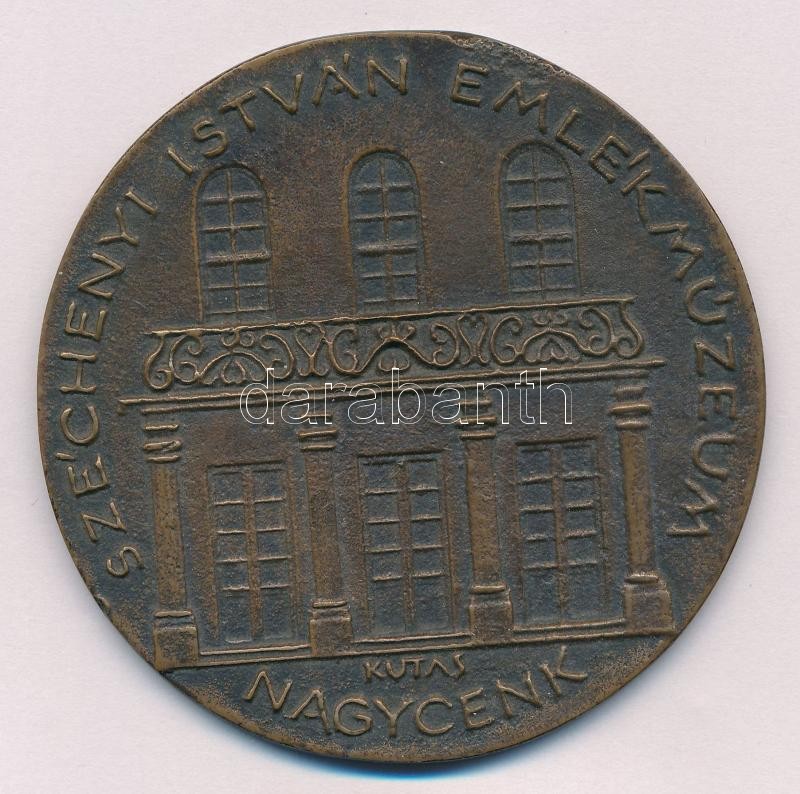 SZÉCHENYI ISTVÁN EMLÉKMÚZEUM
darabanth
KUTAS
NAGYCENK